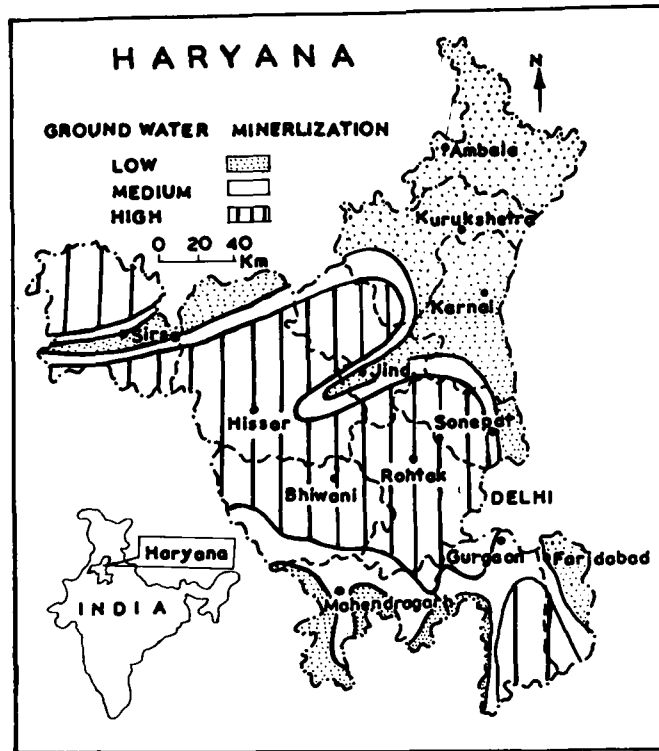 HARYANA
N
GROUND WATER MINERLIZATION
LOW
MEDIUM
HIGH
0 20 40
Km
Ambala
Kurukshetra
Karnal
Sirsa
Jind
Hissar
Sonepat
Rohtak
Bhiwani
DELHI
Gurgaon
Faridabad
Mahendragarh
Haryana
INDIA